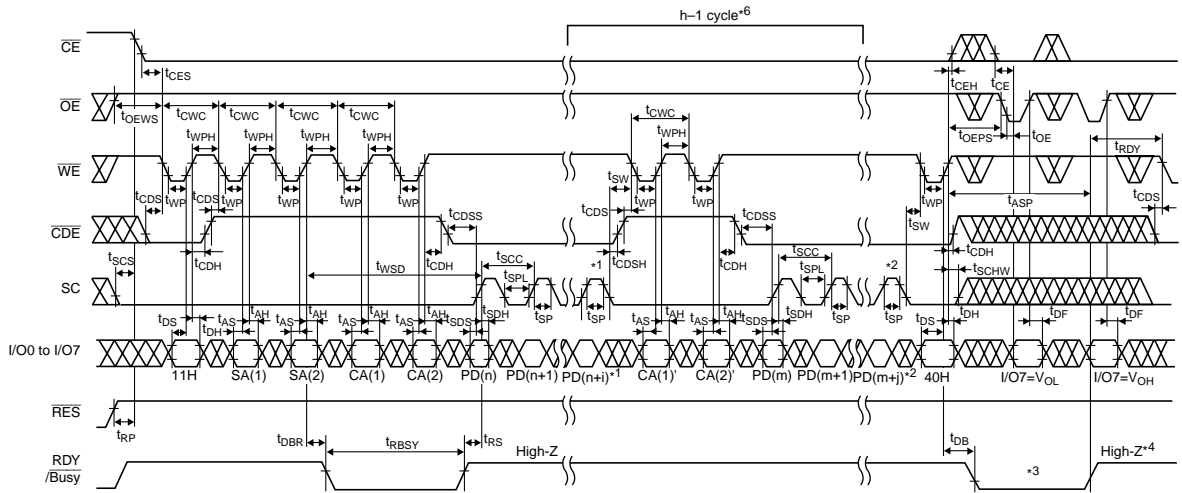 h–1 cycle*6
CE
tCES tCEH tCE
OE
tOEWS tCWC tCWC tCWC tCWC tCWC tOEPS tOE
tWPH tWPH tWPH tWPH tWPH tRDY
WE
tCDS tCDS tWP tWP tWP tWP tWP tSW tCDS tWP tWP tWP tSW tASP tCDS
CDE
tCDH tCDSS tCDH tCDSH tCDSS tCDH tCDH
tSCS tWSD tSCC tSPL *1 tSCC tSPL *2 tSCHW
SC
tSP tSP tSP tSP
tDS tDH tAS tAH tAS tAH tAS tAH tAS tAH tSDS tSDH tAS tAH tAS tAH tSDS tSDH tDS tDH tDF tDF
I/O0 to I/O7
11H SA(1) SA(2) CA(1) CA(2) PD(n) PD(n+1) PD(n+i)*1 CA(1)' CA(2)' PD(m) PD(m+1) PD(m+j)*2 40H I/O7=VOL I/O7=VOH
RES
tRP
tDBR tRBSY tRS tDB
RDY
/Busy
High-Z *3 High-Z*4